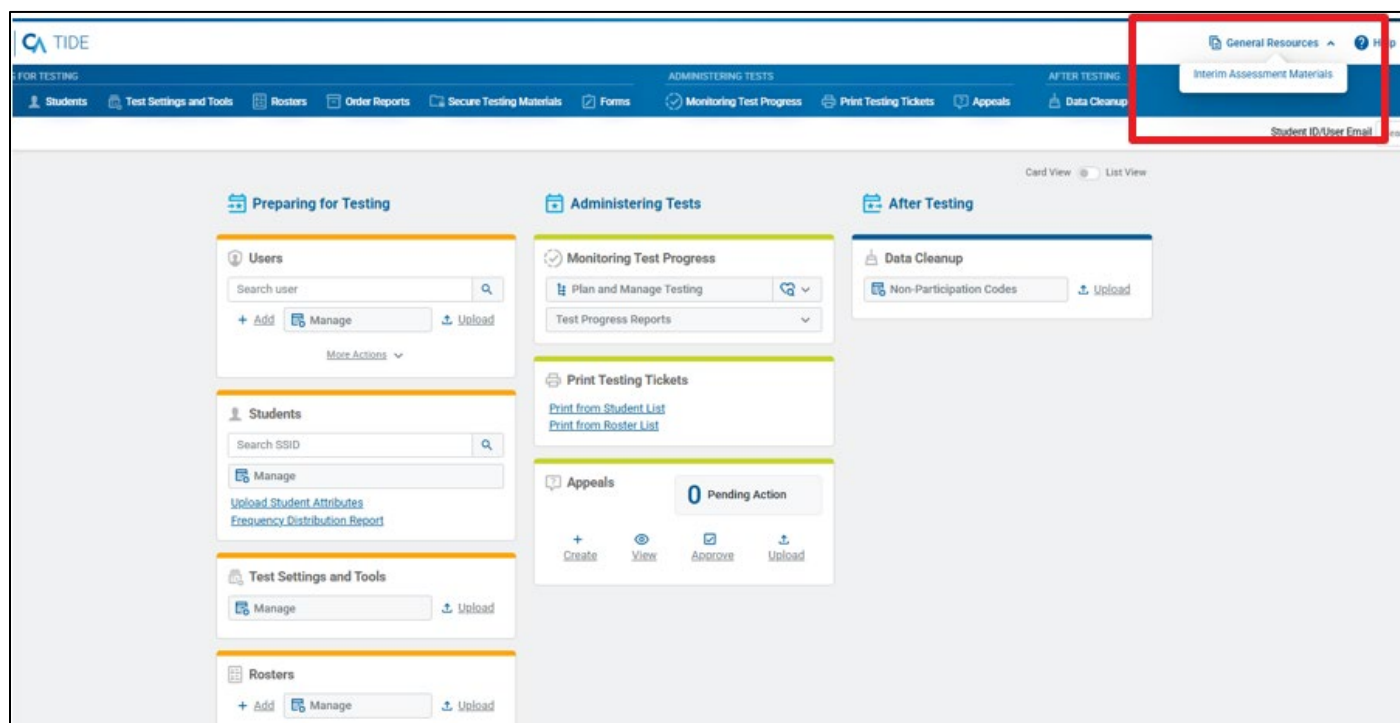 CA TIDE
General Resources
Interim Assessment Materials
FOR TESTING
ADMINISTERING TESTS
AFTER TESTING
Students Test Settings and Tools Rosters Order Reports Secure Testing Materials Forms Monitoring Test Progress Print Testing Tickets Appeals Data Cleanup
Student ID/User Email
Card View List View
Preparing for Testing
Users
Search user
+ Add Manage Upload
More Actions
Students
Search SSID
Manage
Upload Student Attributes
Frequency Distribution Report
Test Settings and Tools
Manage Upload
Rosters
+ Add Manage Upload
Administering Tests
Monitoring Test Progress
Plan and Manage Testing
Test Progress Reports
Print Testing Tickets
Print from Student List
Print from Roster List
Appeals
0 Pending Action
+
Create View Approve Upload
After Testing
Data Cleanup
Non-Participation Codes Upload